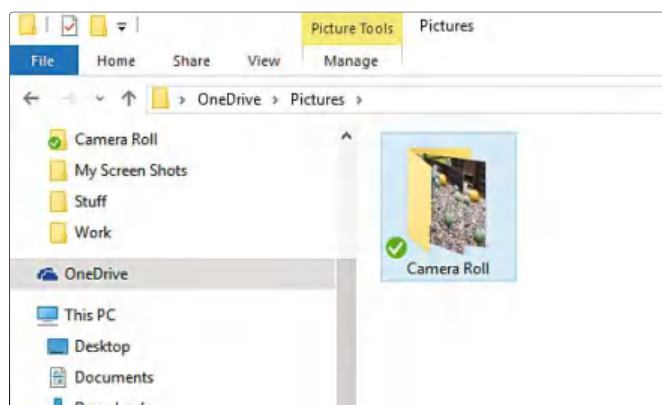 Picture Tools Pictures
File Home Share View Manage
OneDrive Pictures
Camera Roll
My Screen Shots
Stuff
Work
OneDrive
This PC
Desktop
Documents
Camera Roll